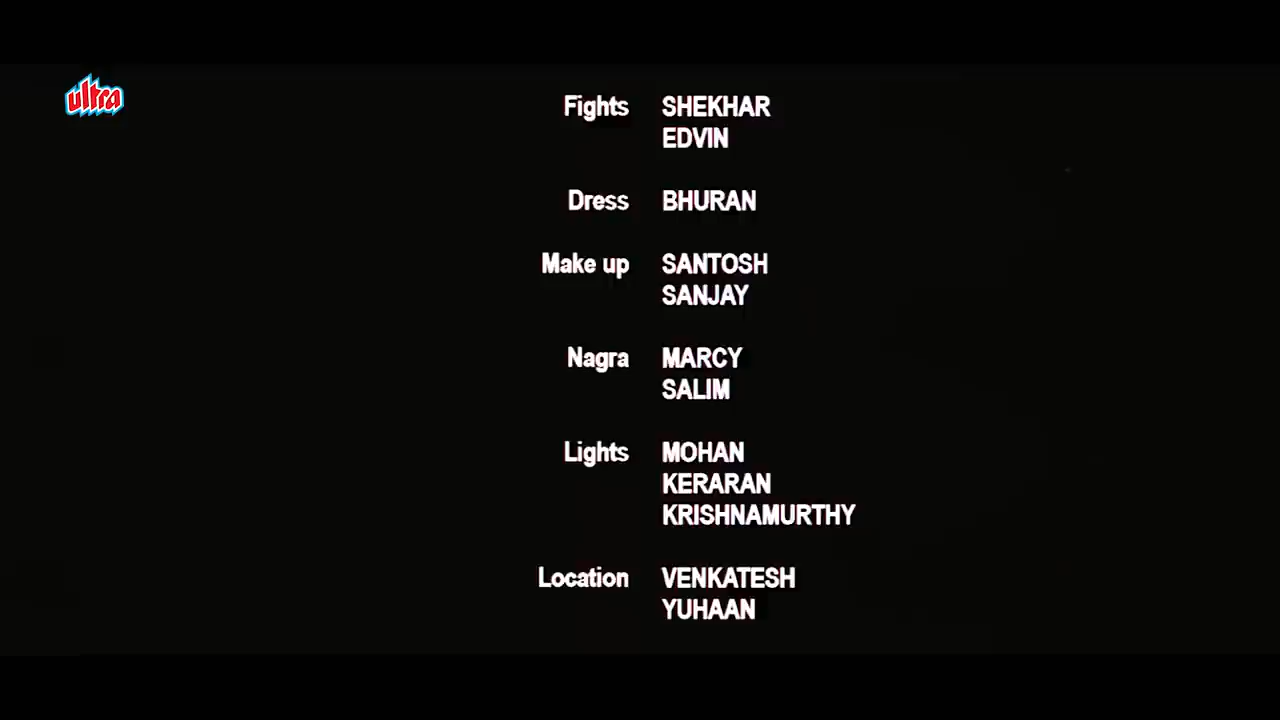 ultra
Fights SHEKHAR
EDVIN
Dress BHURAN
Make up SANTOSH
SANJAY
Nagra MARCY
SALIM
Lights MOHAN
KERARAN
KRISHNAMURTHY
Location VENKATESH
YUHAAN